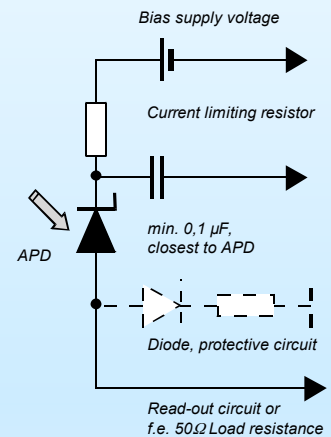 Bias supply voltage
Current limiting resistor
min. 0,1 µF,
closest to APD
APD
Diode, protective circuit
Read-out circuit or
f.e. 50Ω Load resistance